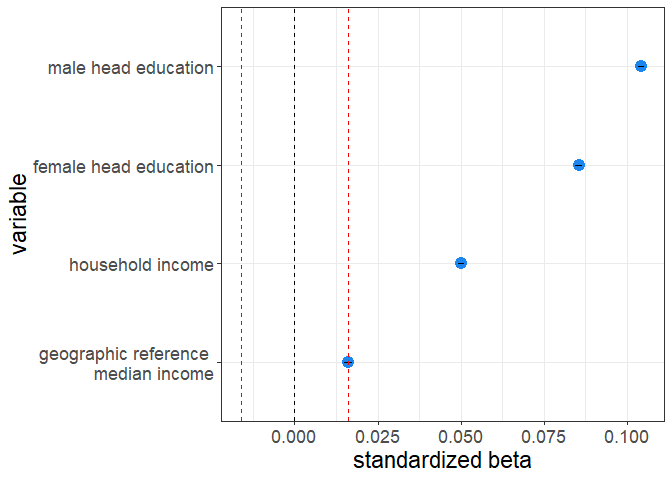 variable
male head education
female head education
household income
geographic reference
median income
0.000
0.025
0.050
0.075
0.100
standardized beta